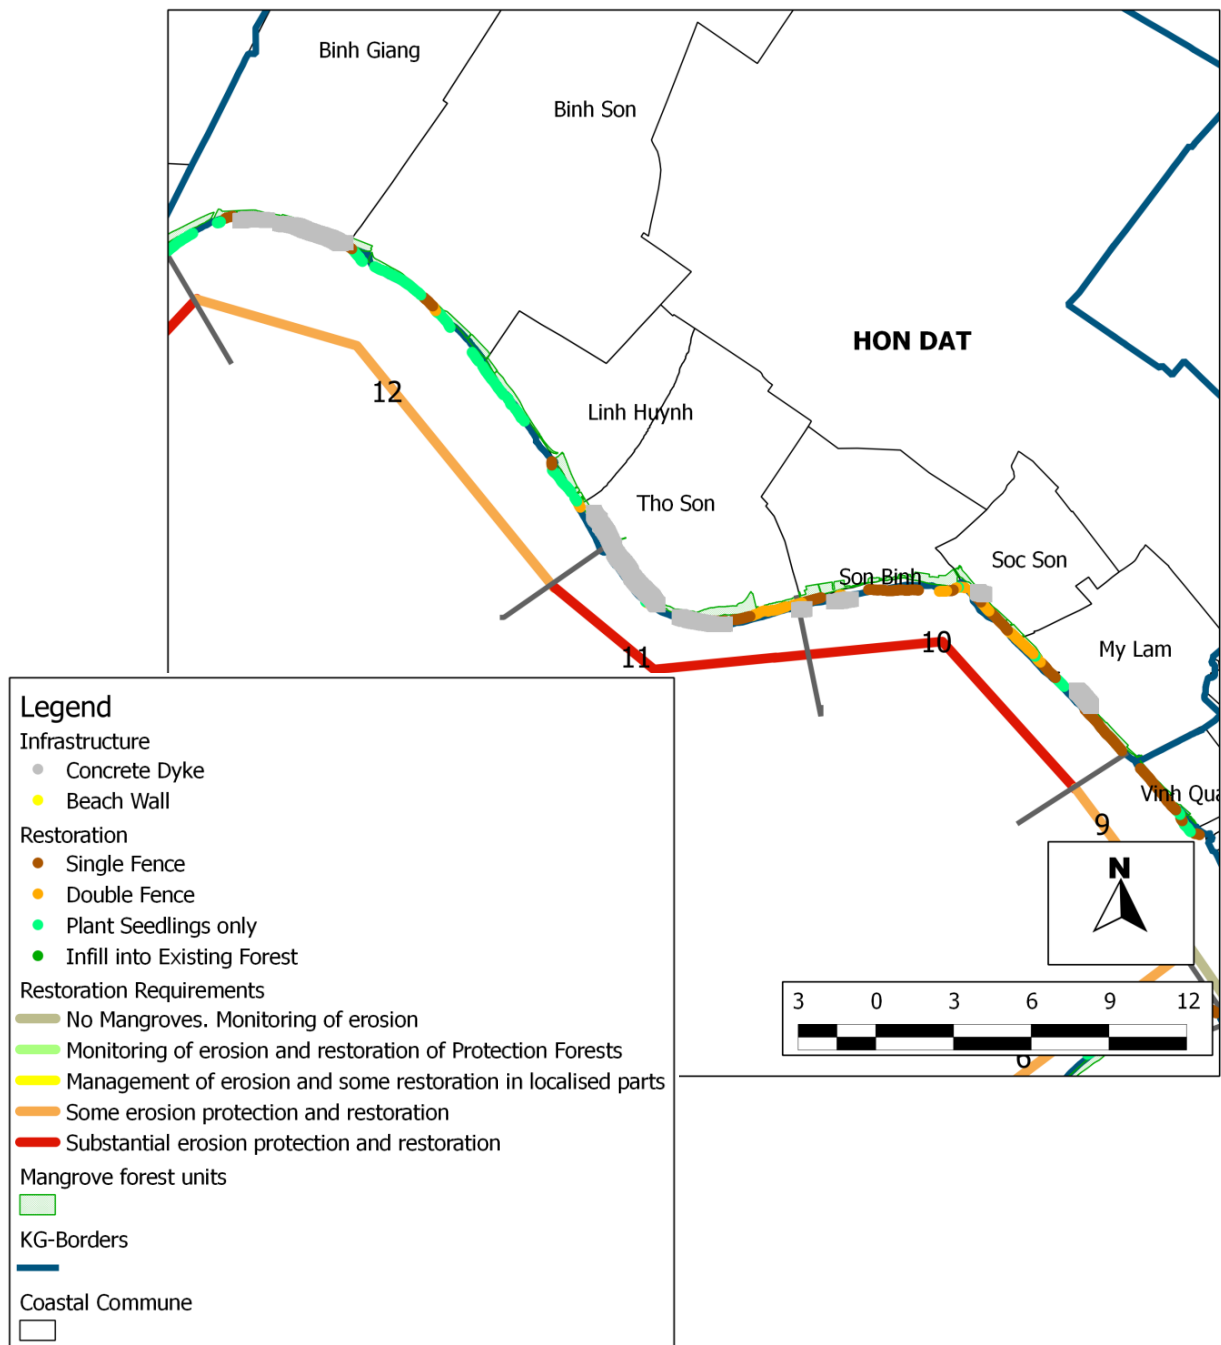 Binh Giang
Binh Son
HON DAT
12
Linh Huynh
Tho Son
Son Binh
Soc Son
My Lam
11
10
Vinh Qua
9
N
3 0 3 6 9 12
6
Legend
Infrastructure
Concrete Dyke
Beach Wall
Restoration
Single Fence
Double Fence
Plant Seedlings only
Infill into Existing Forest
Restoration Requirements
No Mangroves. Monitoring of erosion
Monitoring of erosion and restoration of Protection Forests
Management of erosion and some restoration in localised parts
Some erosion protection and restoration
Substantial erosion protection and restoration
Mangrove forest units
KG-Borders
Coastal Commune